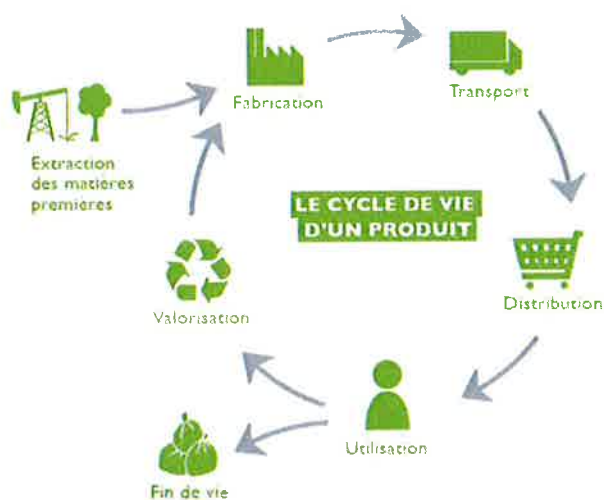 Fabrication
Transport
Extraction
des matières
premières
LE CYCLE DE VIE
D'UN PRODUIT
Distribution
Valorisation
Utilisation
Fin de vie